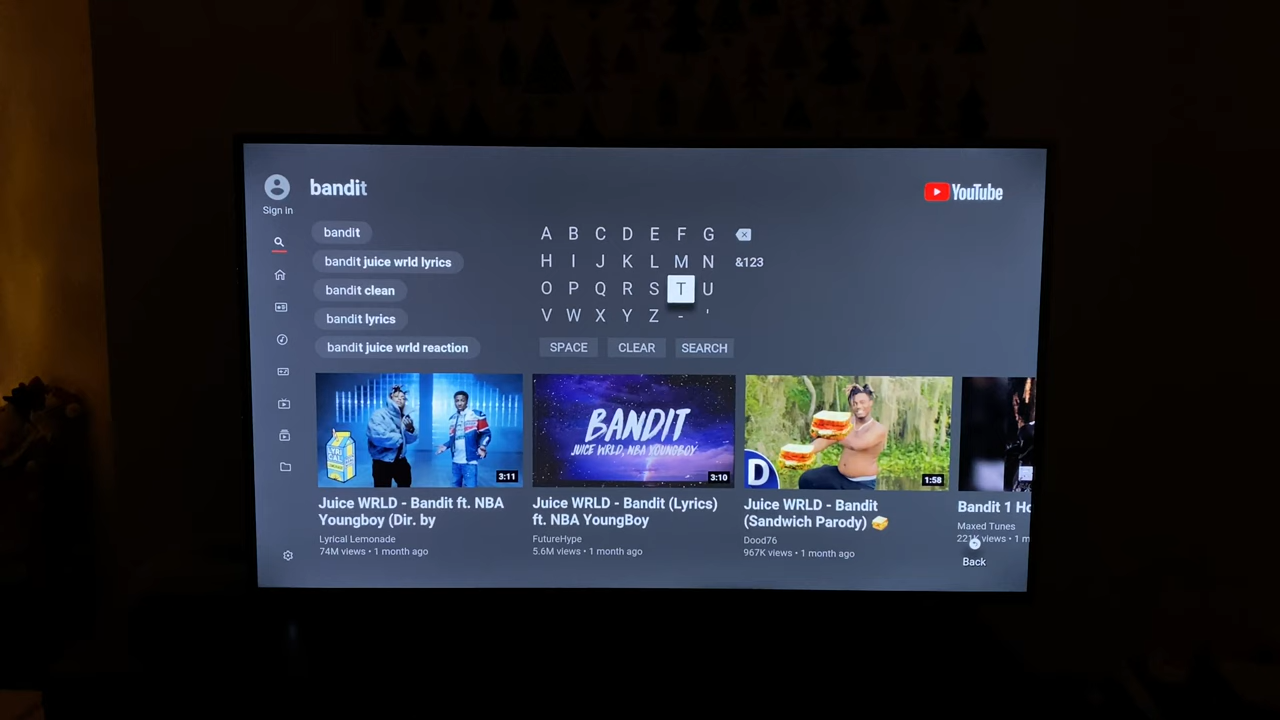 bandit
YouTube
Sign in
bandit
bandit juice wrld lyrics
bandit clean
bandit lyrics
bandit juice wrld reaction
A B C D E F G
H I J K L M N &123
O P Q R S T U
V W X Y Z - '
SPACE CLEAR SEARCH
BANDIT
JUICE WRLD, NBA YOUNGBOY
D
3:11
3:10
1:58
Juice WRLD - Bandit ft. NBA
Youngboy (Dir. by
Lyrical Lemonade
74M views • 1 month ago
Juice WRLD - Bandit (Lyrics)
ft. NBA YoungBoy
FutureHype
5.6M views • 1 month ago
Juice WRLD - Bandit
(Sandwich Parody) 🥪
Dood76
967K views • 1 month ago
Bandit 1 Ho
Maxed Tunes
221K views • 1 m
Back